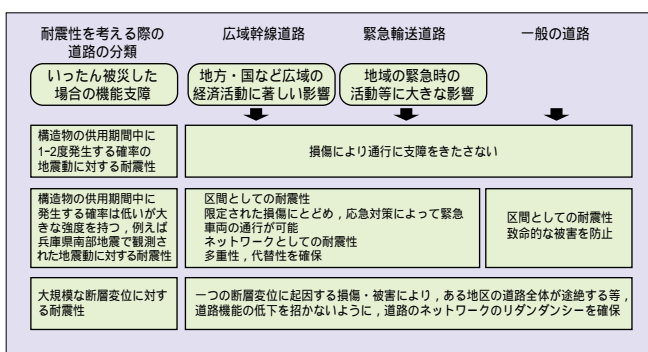 耐震性を考える際の
道路の分類
広域幹線道路
緊急輸送道路
一般の道路
いったん被災した
場合の機能支障
地方・国など広域の
経済活動に著しい影響
地域の緊急時の
活動等に大きな影響
構造物の供用期間中に
1-2度発生する確率の
地震動に対する耐震性
損傷により通行に支障をきたさない
構造物の供用期間中に
発生する確率は低いが大
きな強度を持つ，例えば
兵庫県南部地震で観測さ
れた地震動に対する耐震性
区間としての耐震性
限定された損傷にとどめ，応急対策によって緊急
車両の通行が可能
ネットワークとしての耐震性
多重性，代替性を確保
区間としての耐震性
致命的な被害を防止
大規模な断層変位に対す
る耐震性
一つの断層変位に起因する損傷・被害により，ある地区の道路全体が途絶する等，
道路機能の低下を招かないように，道路のネットワークのリダンダンシーを確保